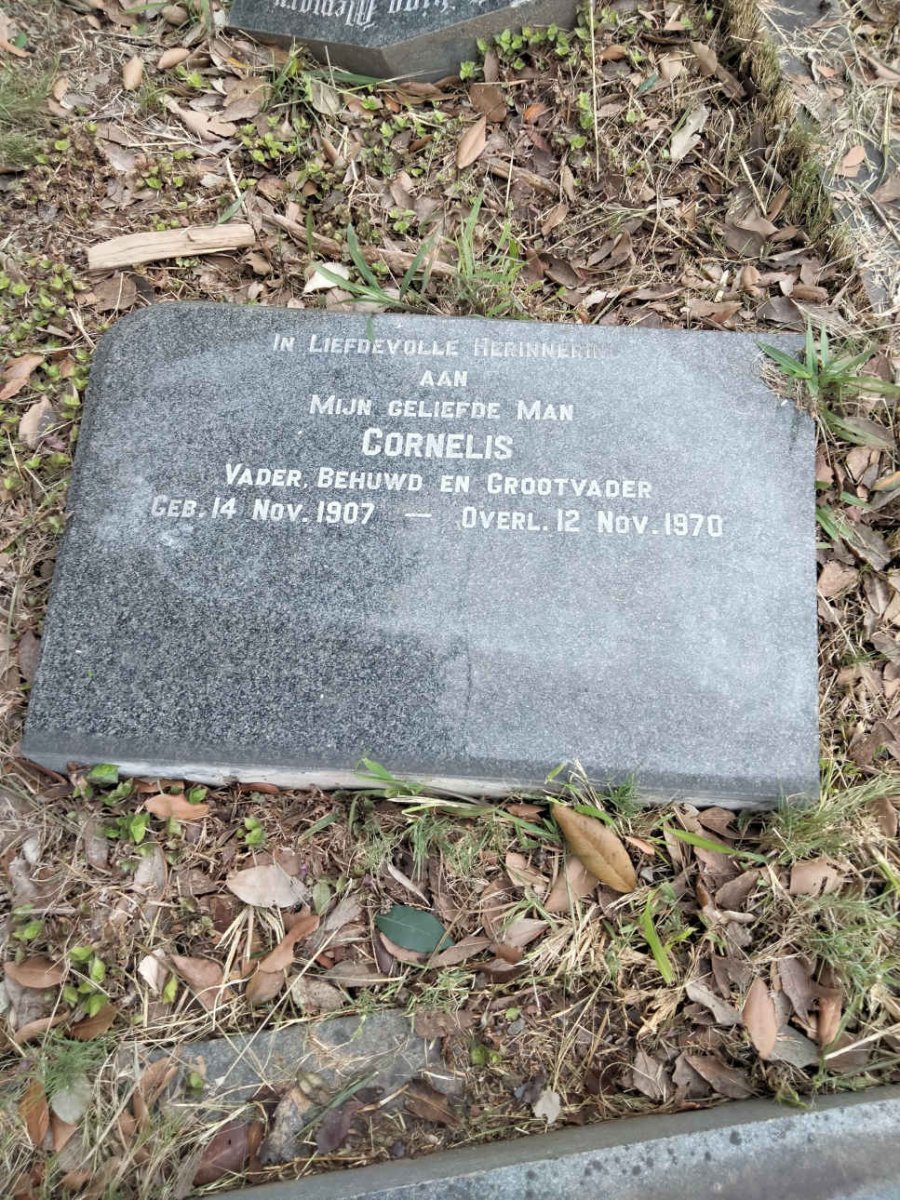 In Liefdevolle Herinnering
aan
Mijn geliefde Man
CORNELIS
Vader, Behuwd en Grootvader
Geb. 14 Nov. 1907 — Overl. 12 Nov. 1970